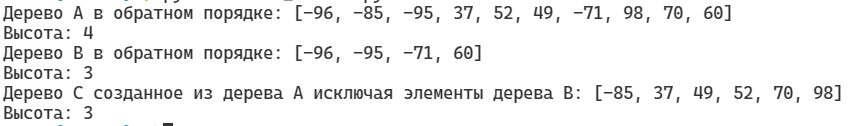 Дерево A в обратном порядке: [-96, -85, -95, 37, 52, 49, -71, 98, 70, 60]
Высота: 4
Дерево B в обратном порядке: [-96, -95, -71, 60]
Высота: 3
Дерево C созданное из дерева A исключая элементы дерева B: [-85, 37, 49, 52, 70, 98]
Высота: 3